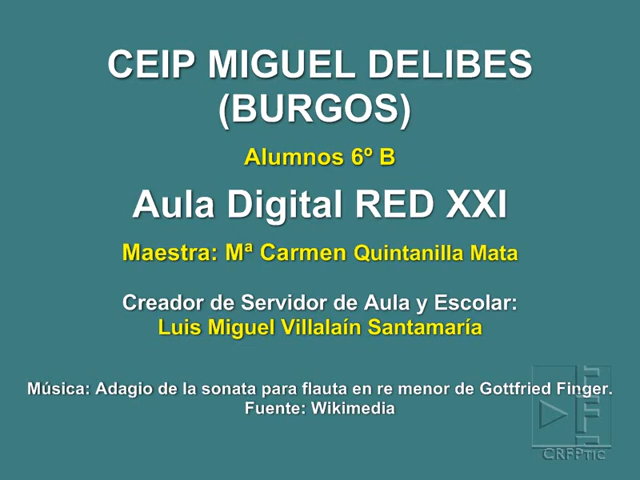 CEIP MIGUEL DELIBES
(BURGOS)
Alumnos 6º B
Aula Digital RED XXI
Maestra: Mª Carmen Quintanilla Mata
Creador de Servidor de Aula y Escolar:
Luis Miguel Villalaín Santamaría
Música: Adagio de la sonata para flauta en re menor de Gottfried Finger.
Fuente: Wikimedia
CRFPTIC